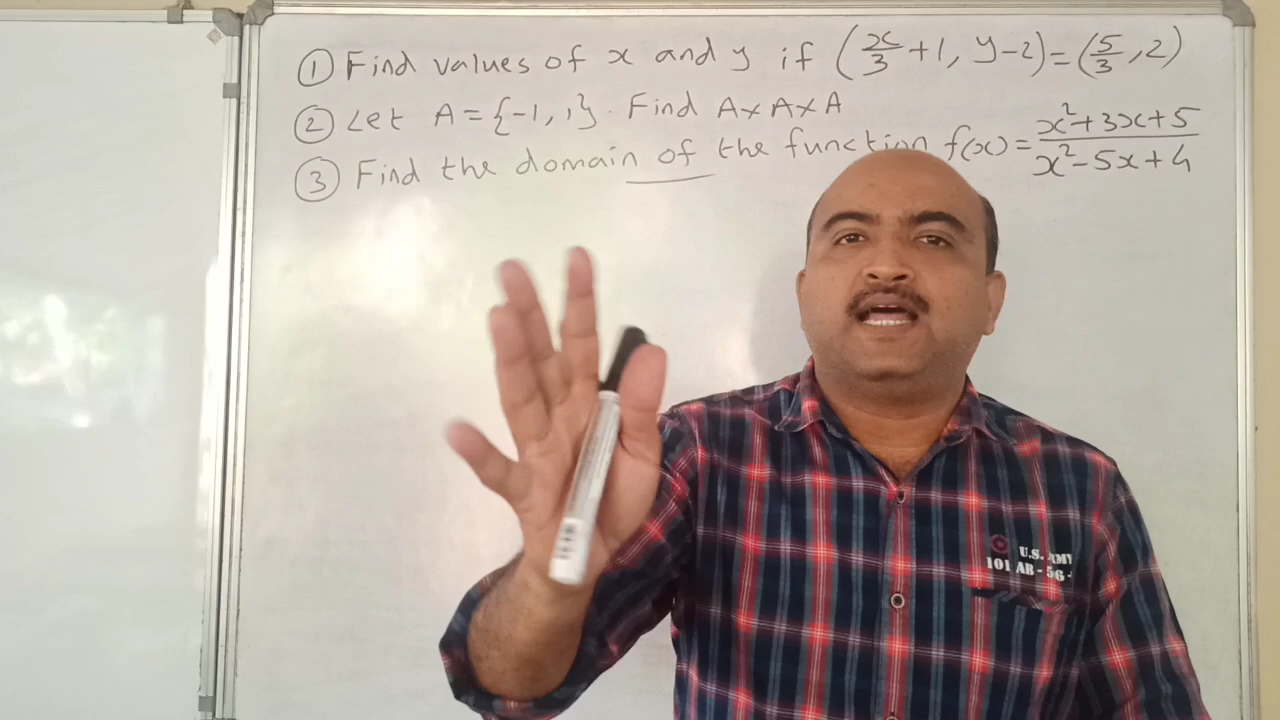 ① Find values of x and y if (x/3 + 1, y-2) = (5/3, 2)
② Let A = {-1, 1}. Find A×A×A
③ Find the domain of the function f(x) = (x²+3x+5)/(x²-5x+4)
U.S. ARMY
101 AB-56-